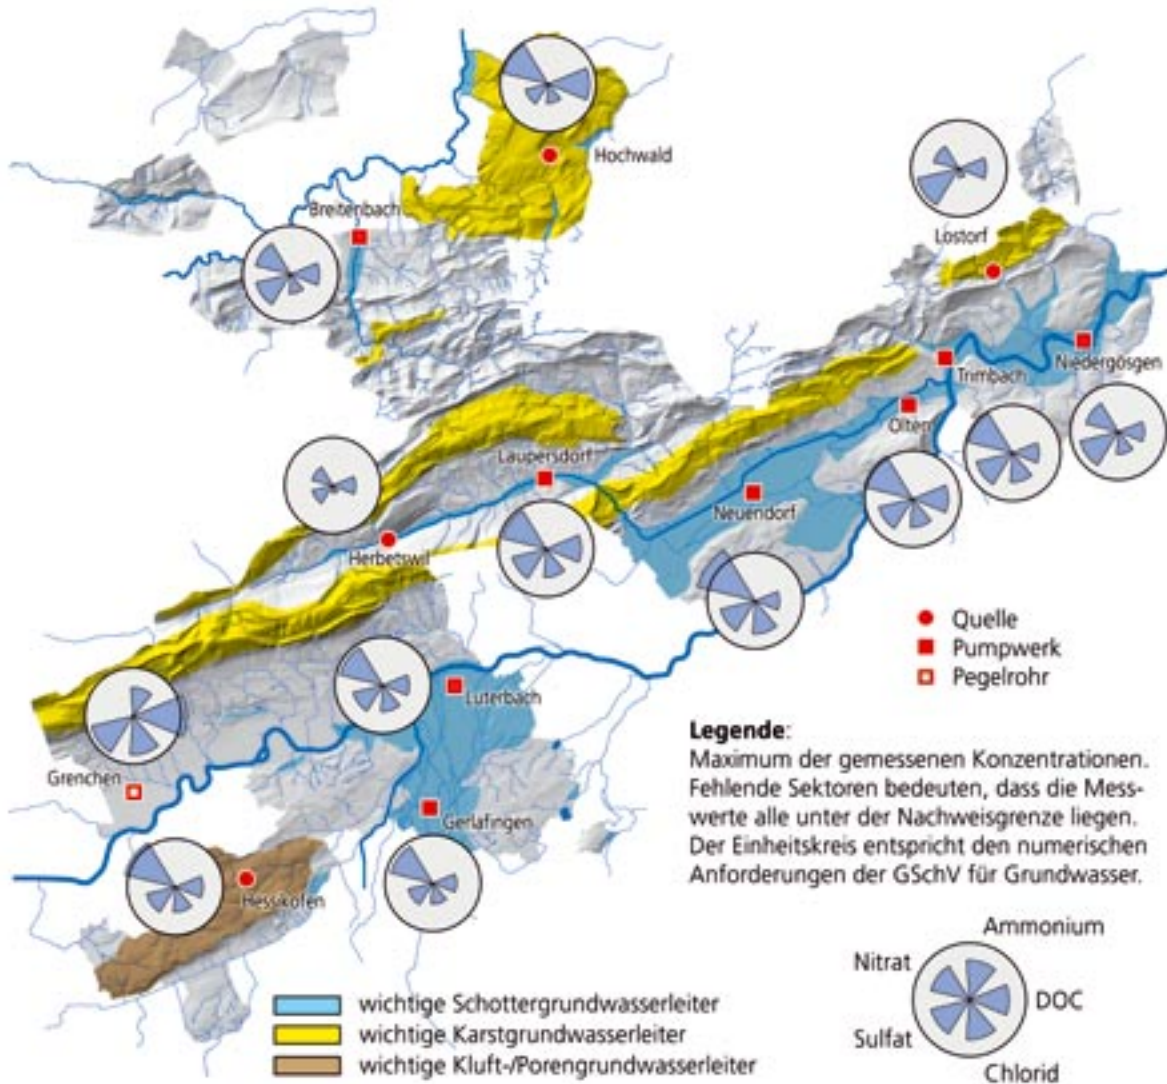 Hochwald
Breitenbach
Lostorf
Niedergösgen
Trimbach
Olten
Laupersdorf
Neuendorf
Herbetswil
Quelle
Pumpwerk
Pegelrohr
Luterbach
Legende:
Maximum der gemessenen Konzentrationen.
Fehlende Sektoren bedeuten, dass die Mess-
werte alle unter der Nachweisgrenze liegen.
Der Einheitskreis entspricht den numerischen
Anforderungen der GSchV für Grundwasser.
Grenchen
Gerlafingen
Hessikofen
Ammonium
Nitrat
DOC
Sulfat
Chlorid
wichtige Schottergrundwasserleiter
wichtige Karstgrundwasserleiter
wichtige Kluft-/Porengrundwasserleiter